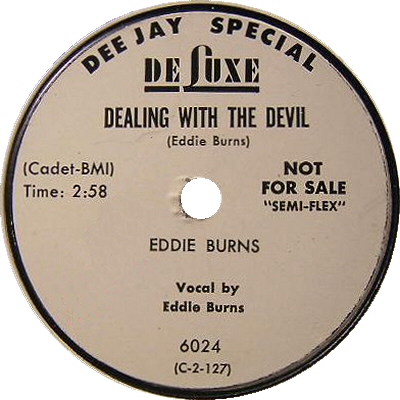 DEE JAY SPECIAL
DE LUXE
DEALING WITH THE DEVIL
(Eddie Burns)
(Cadet-BMI)
Time: 2:58
NOT
FOR SALE
"SEMI-FLEX"
EDDIE BURNS
Vocal by
Eddie Burns
6024
(C-2-127)